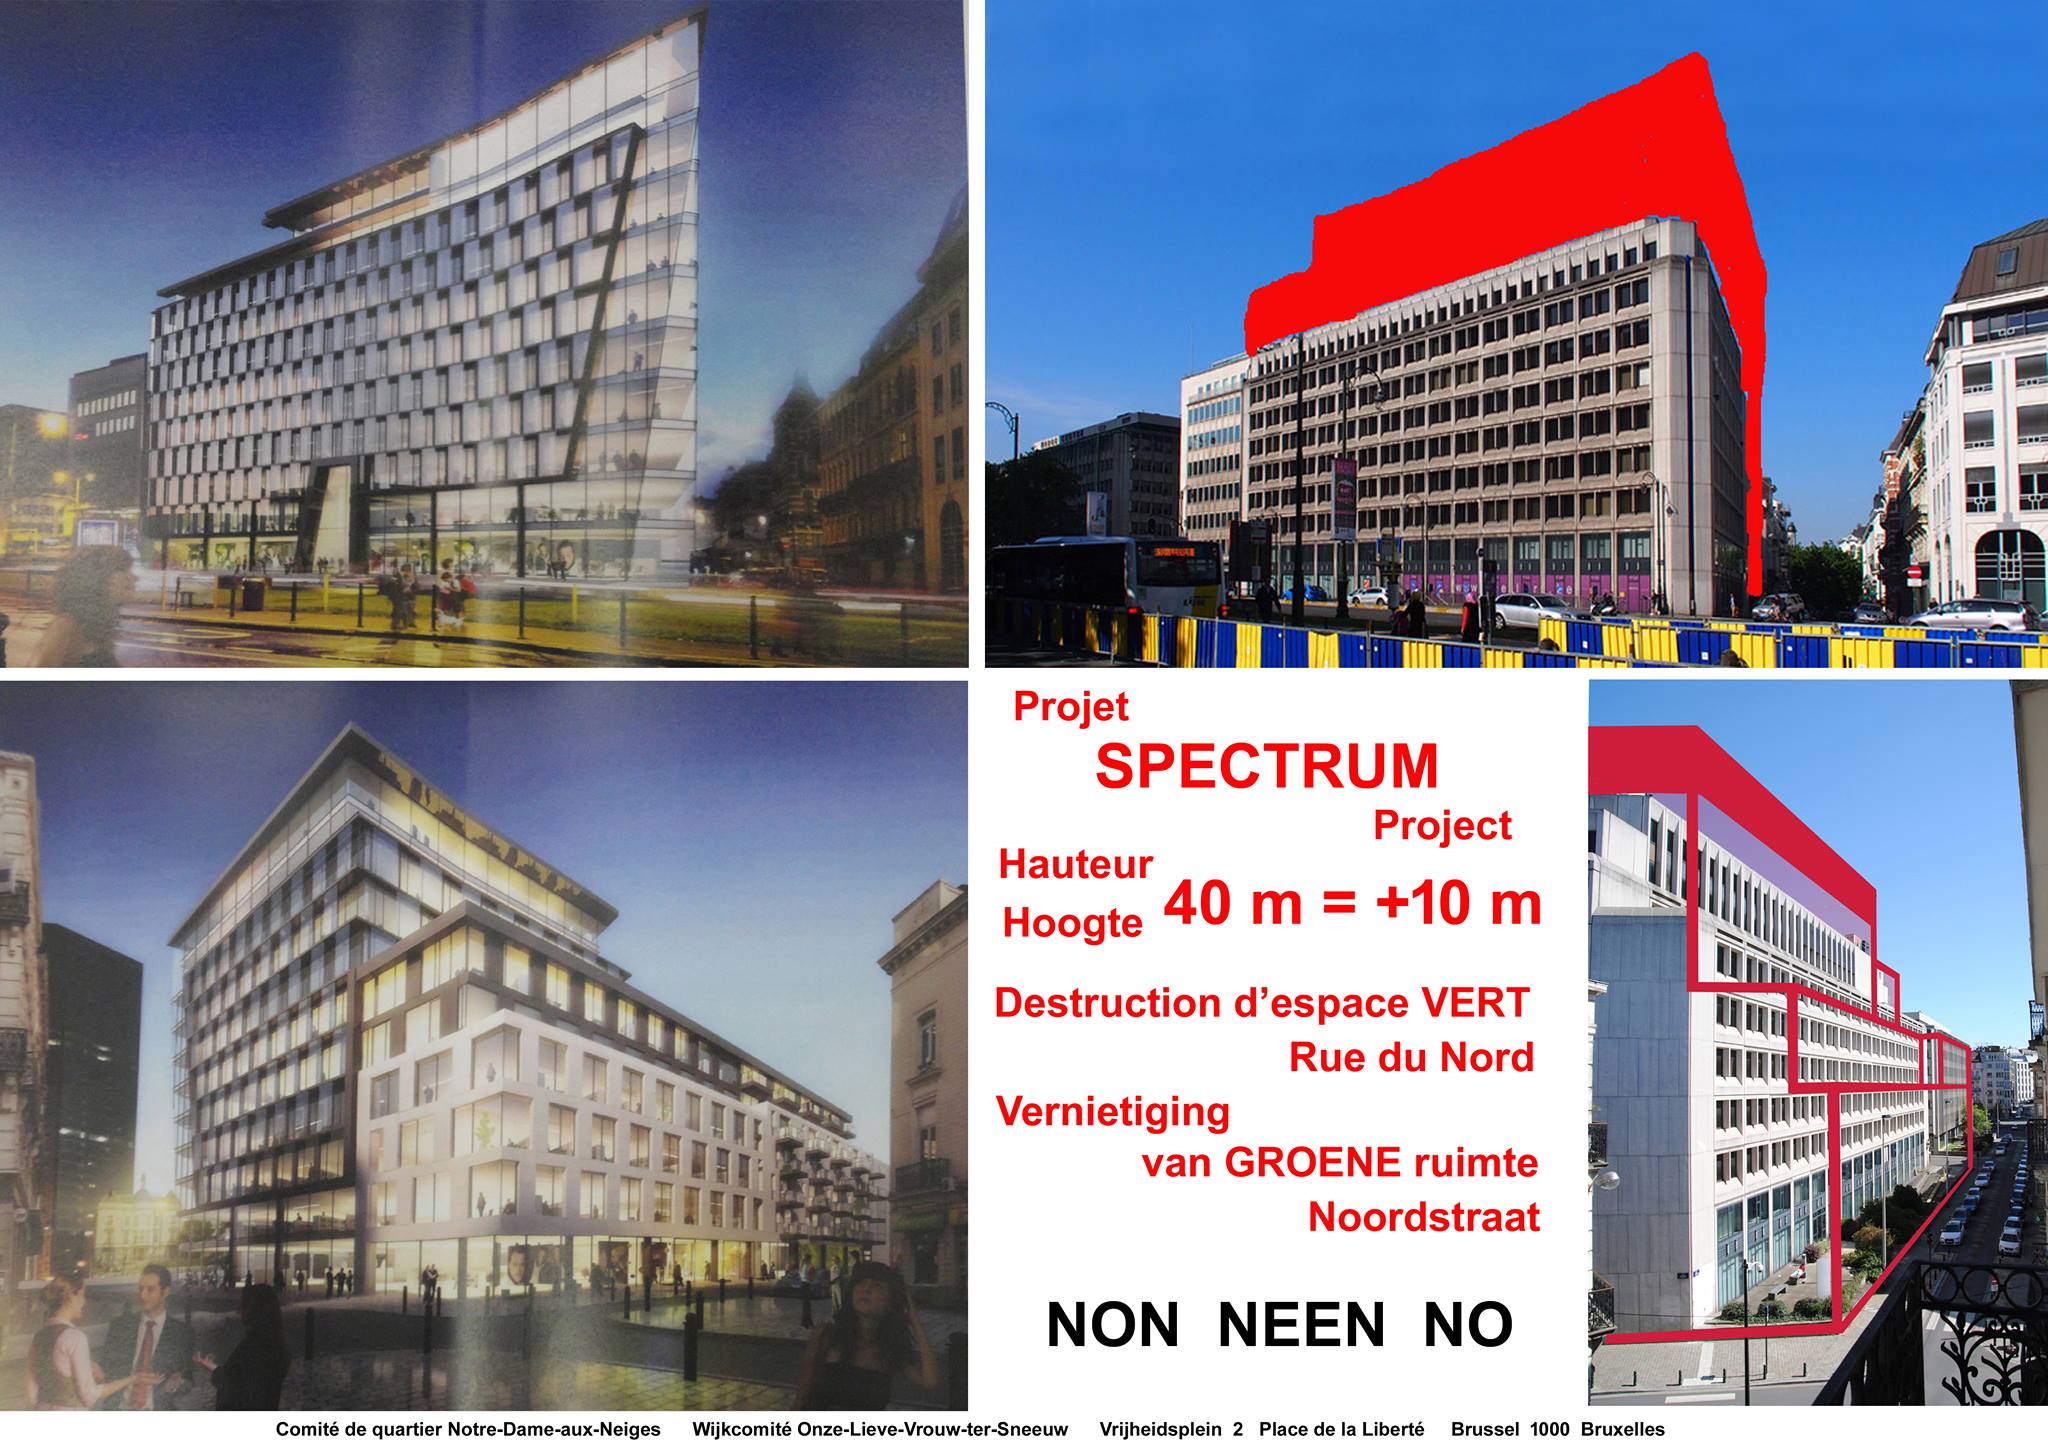 Projet
SPECTRUM
Project
Hauteur
Hoogte
40 m = +10 m
Destruction d’espace VERT
Rue du Nord
Vernietiging
van GROENE ruimte
Noordstraat
NON NEEN NO
Comité de quartier Notre-Dame-aux-Neiges Wijkcomité Onze-Lieve-Vrouw-ter-Sneeuw Vrijheidsplein 2 Place de la Liberté Brussel 1000 Bruxelles